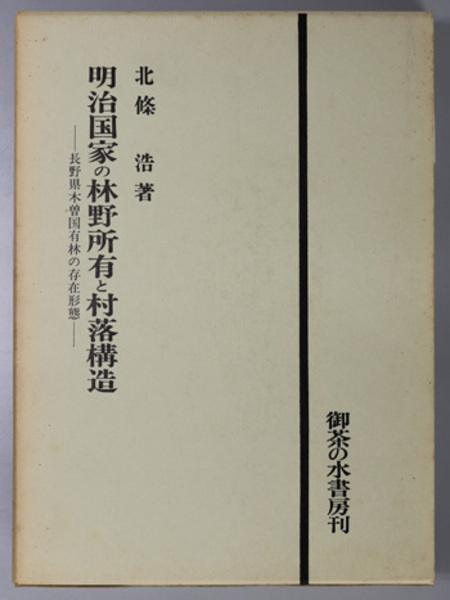 北條 浩著
明治国家の林野所有と村落構造
――長野県木曽国有林の存在形態――
御茶の水書房刊